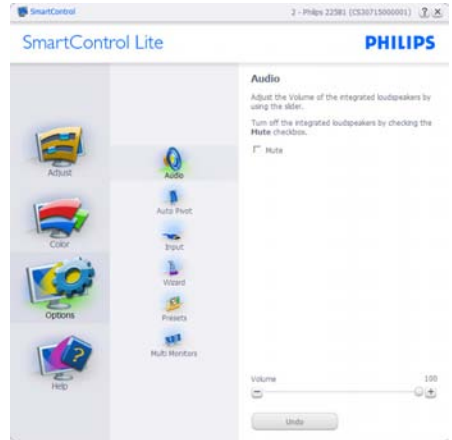 SmartControl
2 - Philips 225B1 (CS30715000001)
SmartControl Lite
PHILIPS
Adjust
Color
Options
Help
Audio
Auto Pivot
Input
Wizard
Presets
Multi Monitors
Audio
Adjust the Volume of the integrated loudspeakers by
using the slider.
Turn off the integrated loudspeakers by checking the
Mute checkbox.
Mute
Volume
100
Undo